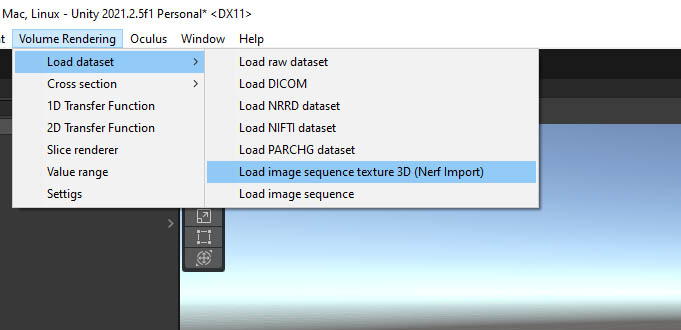 Mac, Linux - Unity 2021.2.5f1 Personal* <DX11>
Volume Rendering Oculus Window Help
Load dataset
Cross section
1D Transfer Function
2D Transfer Function
Slice renderer
Value range
Settigs
Load raw dataset
Load DICOM
Load NRRD dataset
Load NIFTI dataset
Load PARCHG dataset
Load image sequence texture 3D (Nerf Import)
Load image sequence